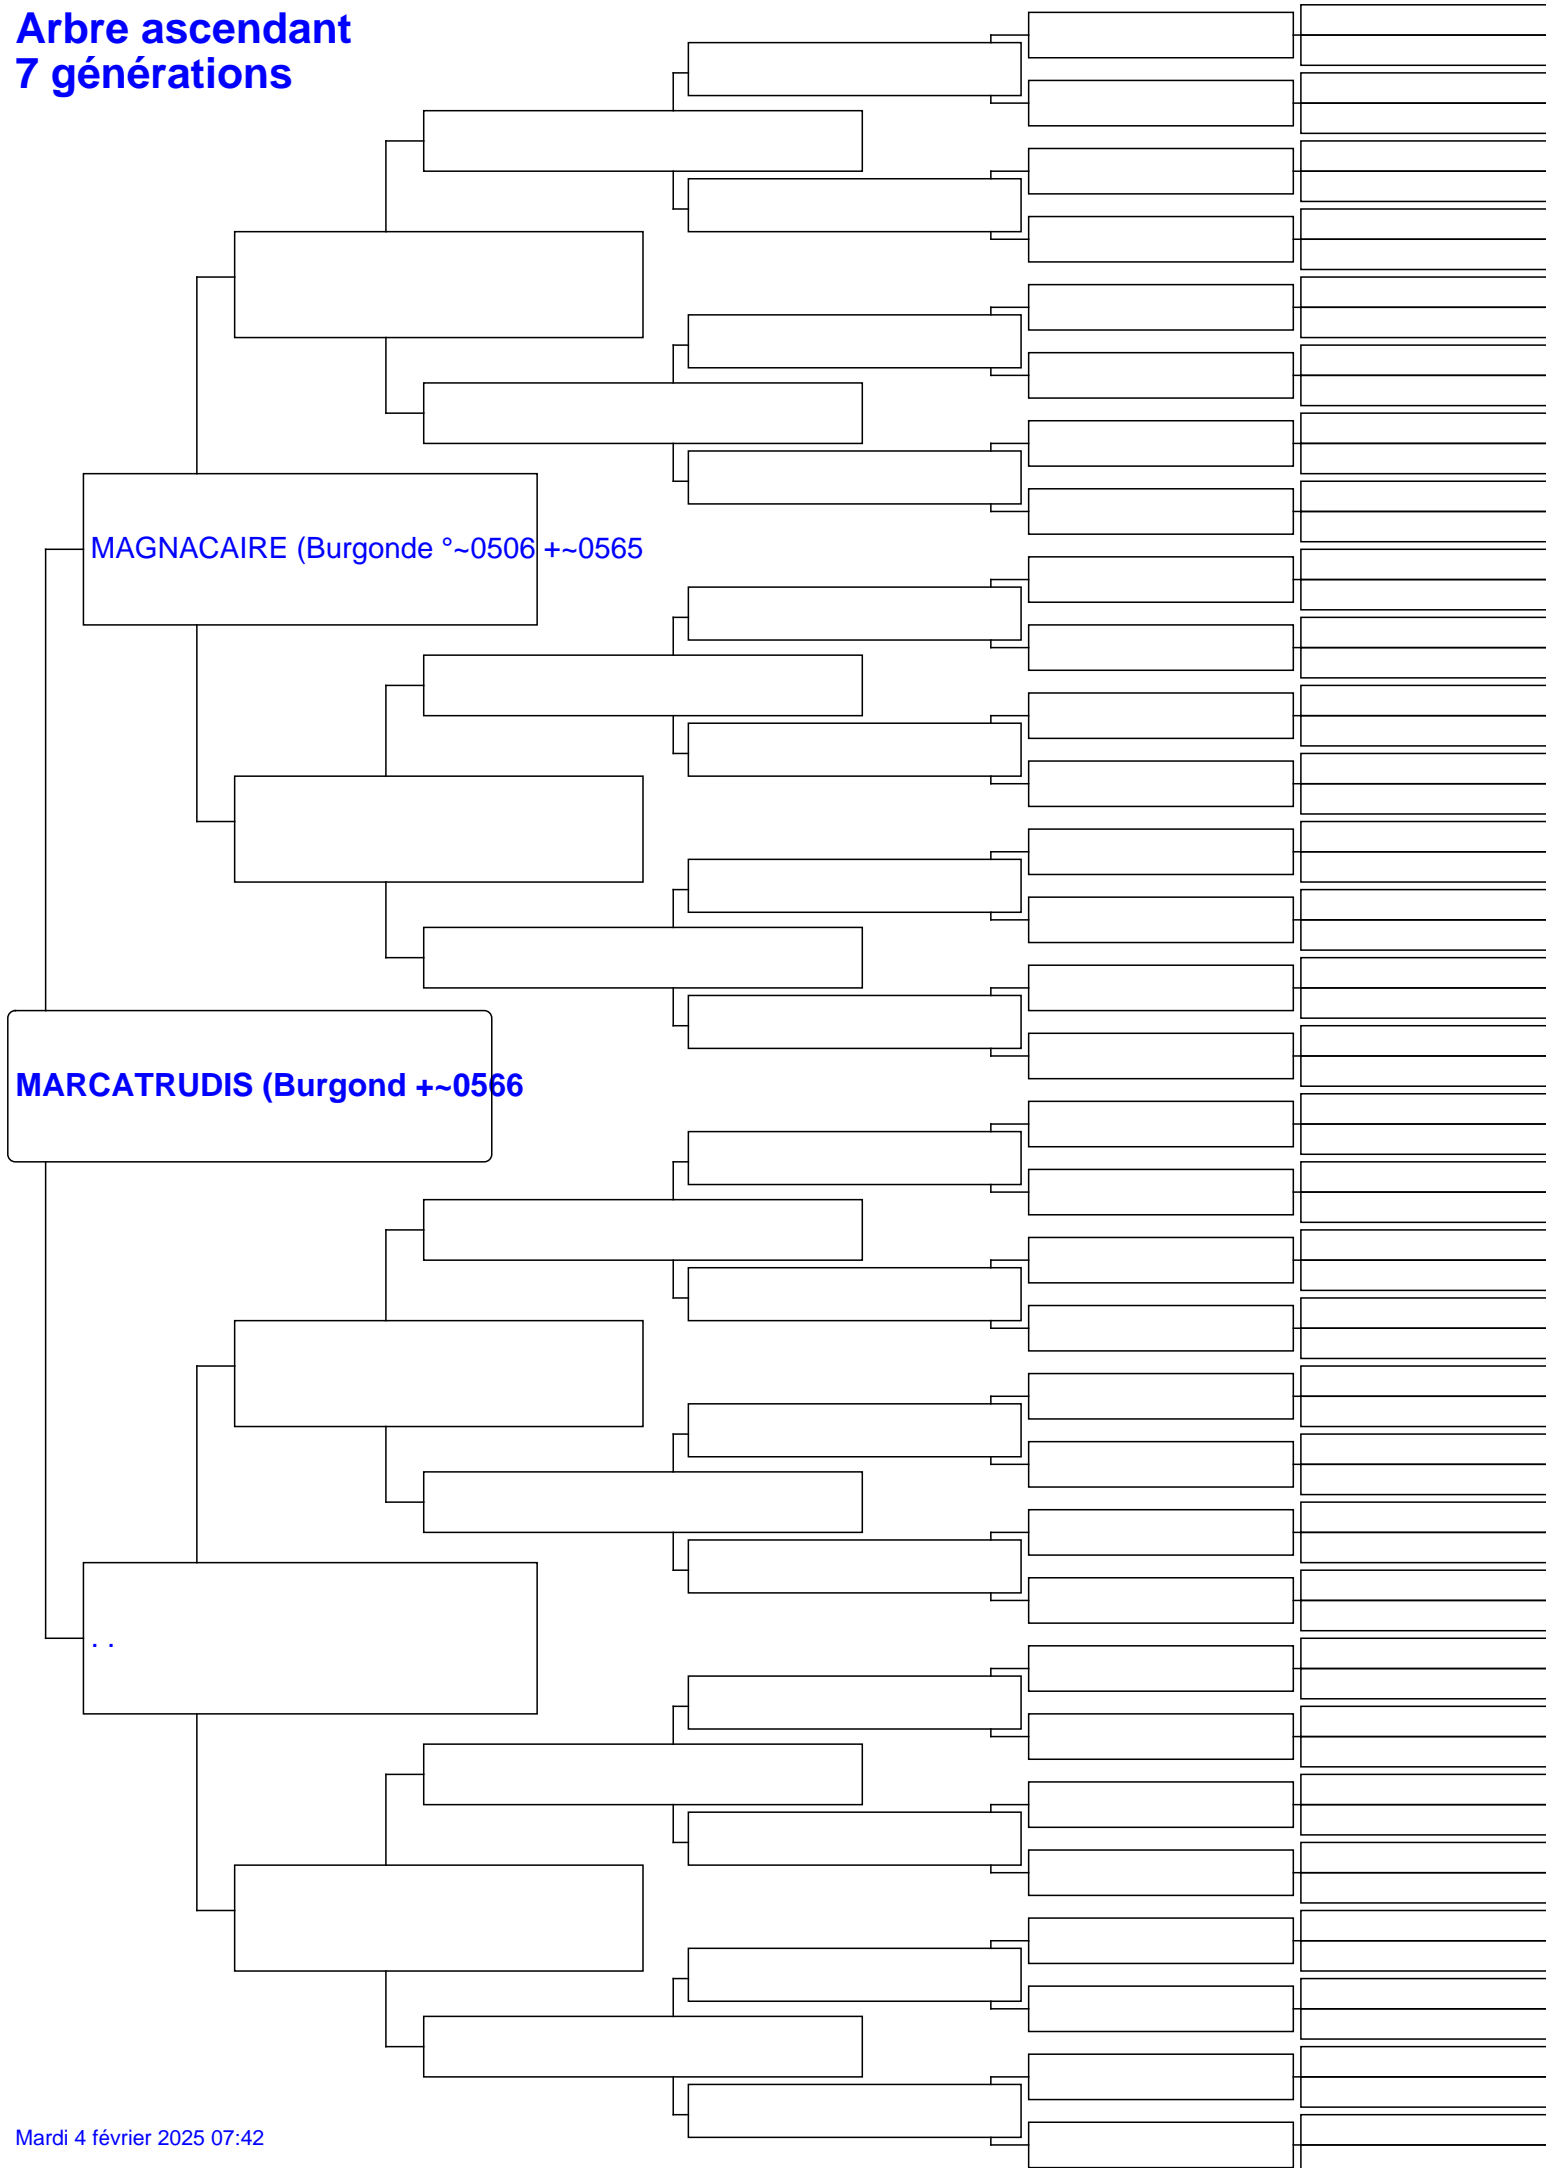 Arbre ascendant
7 générations
MAGNACAIRE (Burgonde °~0506 +~0565
MARCATRUDIS (Burgond +~0566
. .
Mardi 4 février 2025 07:42